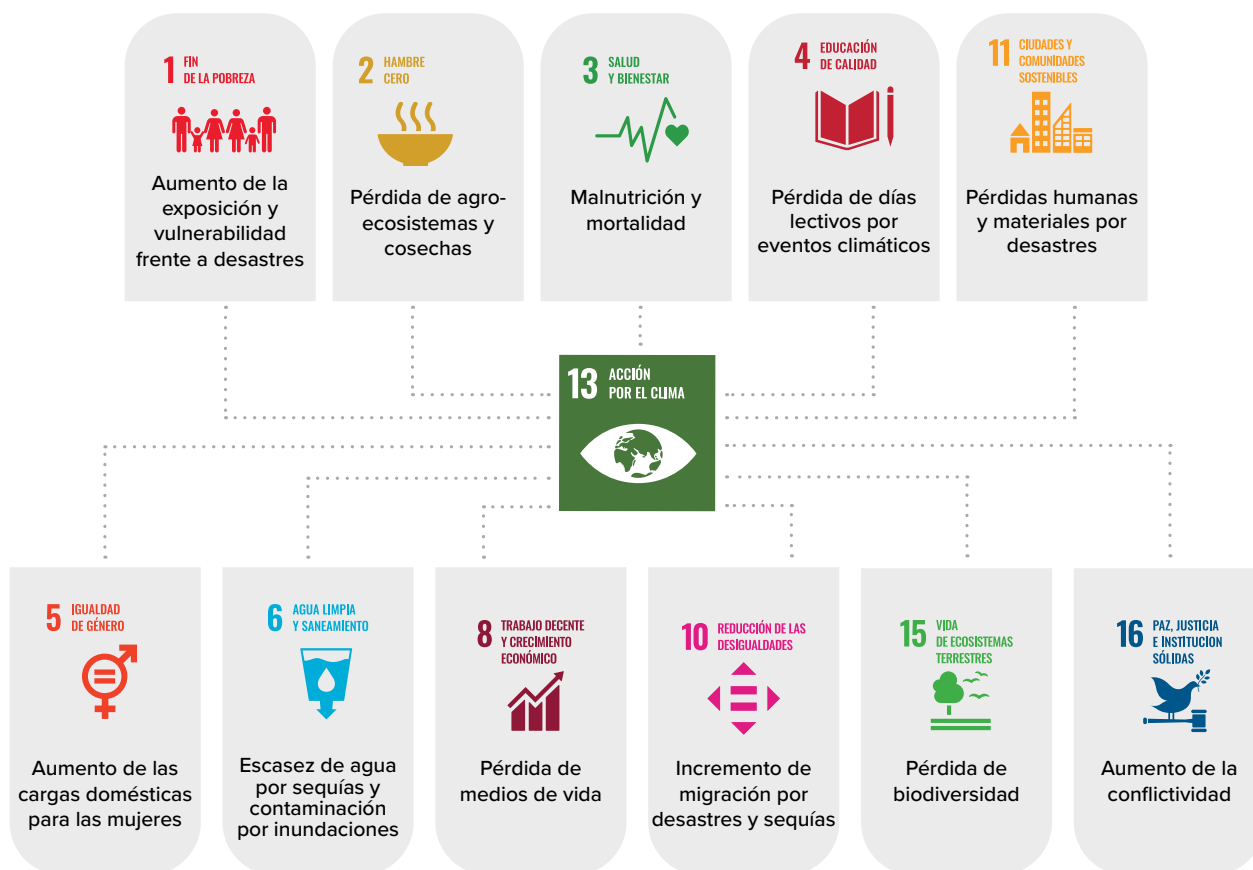 1 FIN
DE LA POBREZA
Aumento de la
exposición y
vulnerabilidad
frente a desastres
2 HAMBRE
CERO
Pérdida de agro-
ecosistemas y
cosechas
3 SALUD
Y BIENESTAR
Malnutrición y
mortalidad
4 EDUCACIÓN
DE CALIDAD
Pérdida de días
lectivos por
eventos climáticos
11 CIUDADES Y
COMUNIDADES
SOSTENIBLES
Pérdidas humanas
y materiales por
desastres
13 ACCIÓN
POR EL CLIMA
5 IGUALDAD
DE GÉNERO
Aumento de las
cargas domésticas
para las mujeres
6 AGUA LIMPIA
Y SANEAMIENTO
Escasez de agua
por sequías y
contaminación
por inundaciones
8 TRABAJO DECENTE
Y CRECIMIENTO
ECONÓMICO
Pérdida de
medios de vida
10 REDUCCIÓN DE LAS
DESIGUALDADES
Incremento de
migración por
desastres y sequías
15 VIDA
DE ECOSISTEMAS
TERRESTRES
Pérdida de
biodiversidad
16 PAZ, JUSTICIA
E INSTITUCION
SÓLIDAS
Aumento de la
conflictividad